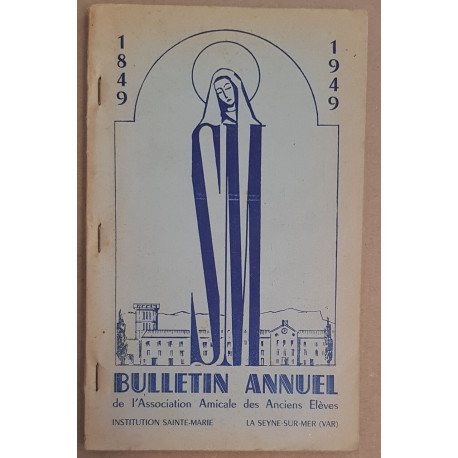 1849
1949
SM
BULLETIN ANNUEL
de l'Association Amicale des Anciens Elèves
INSTITUTION SAINTE-MARIE LA SEYNE-SUR-MER (VAR)